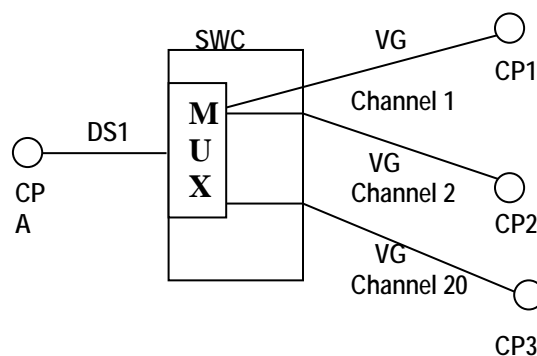 SWC
VG
CP1
Channel 1
DS1
M
U
X
CP
A
VG
Channel 2
CP2
VG
Channel 20
CP3